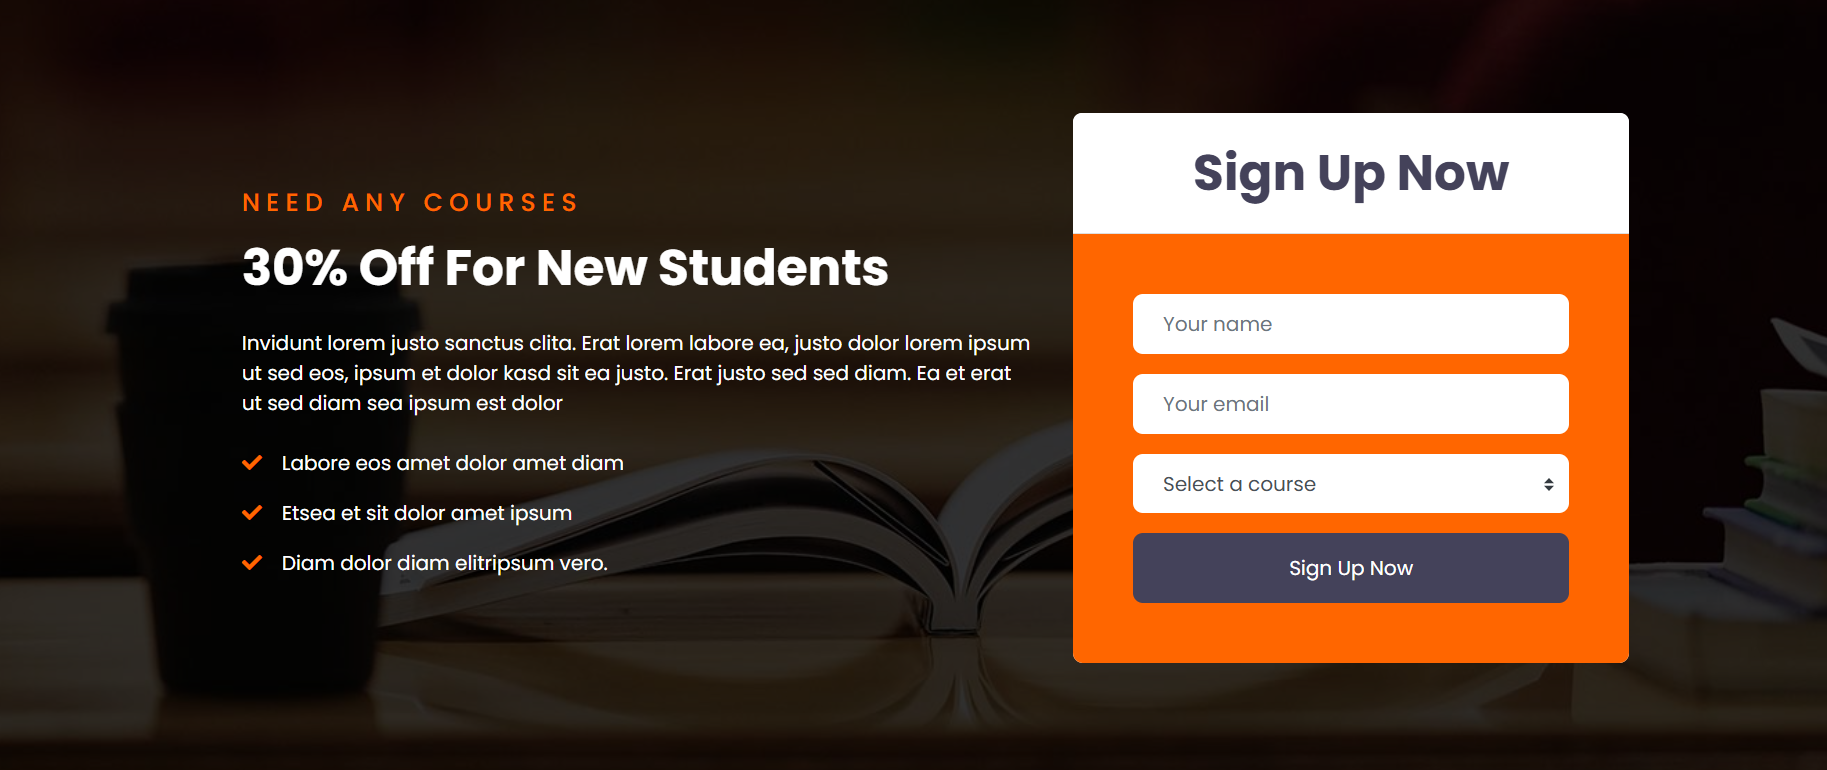 NEED ANY COURSES
30% Off For New Students
Invidunt lorem justo sanctus clita. Erat lorem labore ea, justo dolor lorem ipsum
ut sed eos, ipsum et dolor kasd sit ea justo. Erat justo sed sed diam. Ea et erat
ut sed diam sea ipsum est dolor
Labore eos amet dolor amet diam
Etsea et sit dolor amet ipsum
Diam dolor diam elitripsum vero.
Sign Up Now
Your name
Your email
Select a course
Sign Up Now